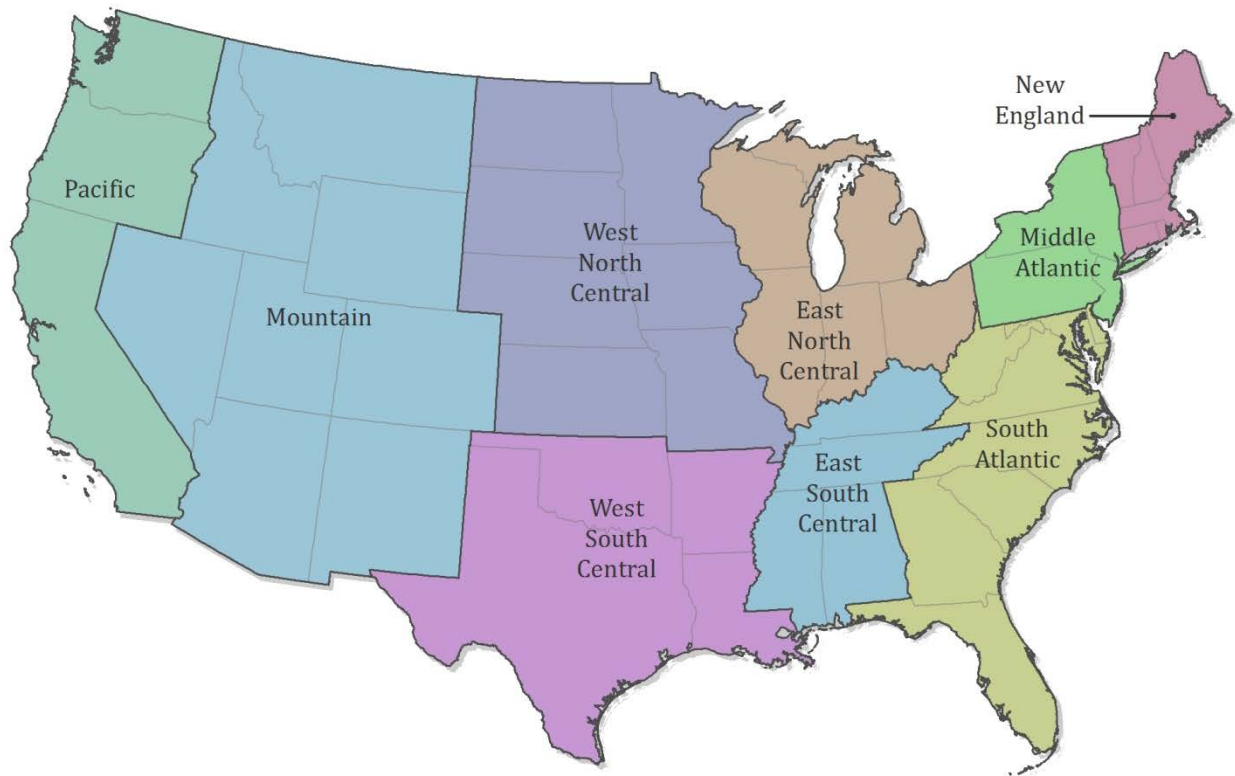 New
England
Pacific
West
North
Central
Middle
Atlantic
Mountain
East
North
Central
South
Atlantic
East
South
Central
West
South
Central